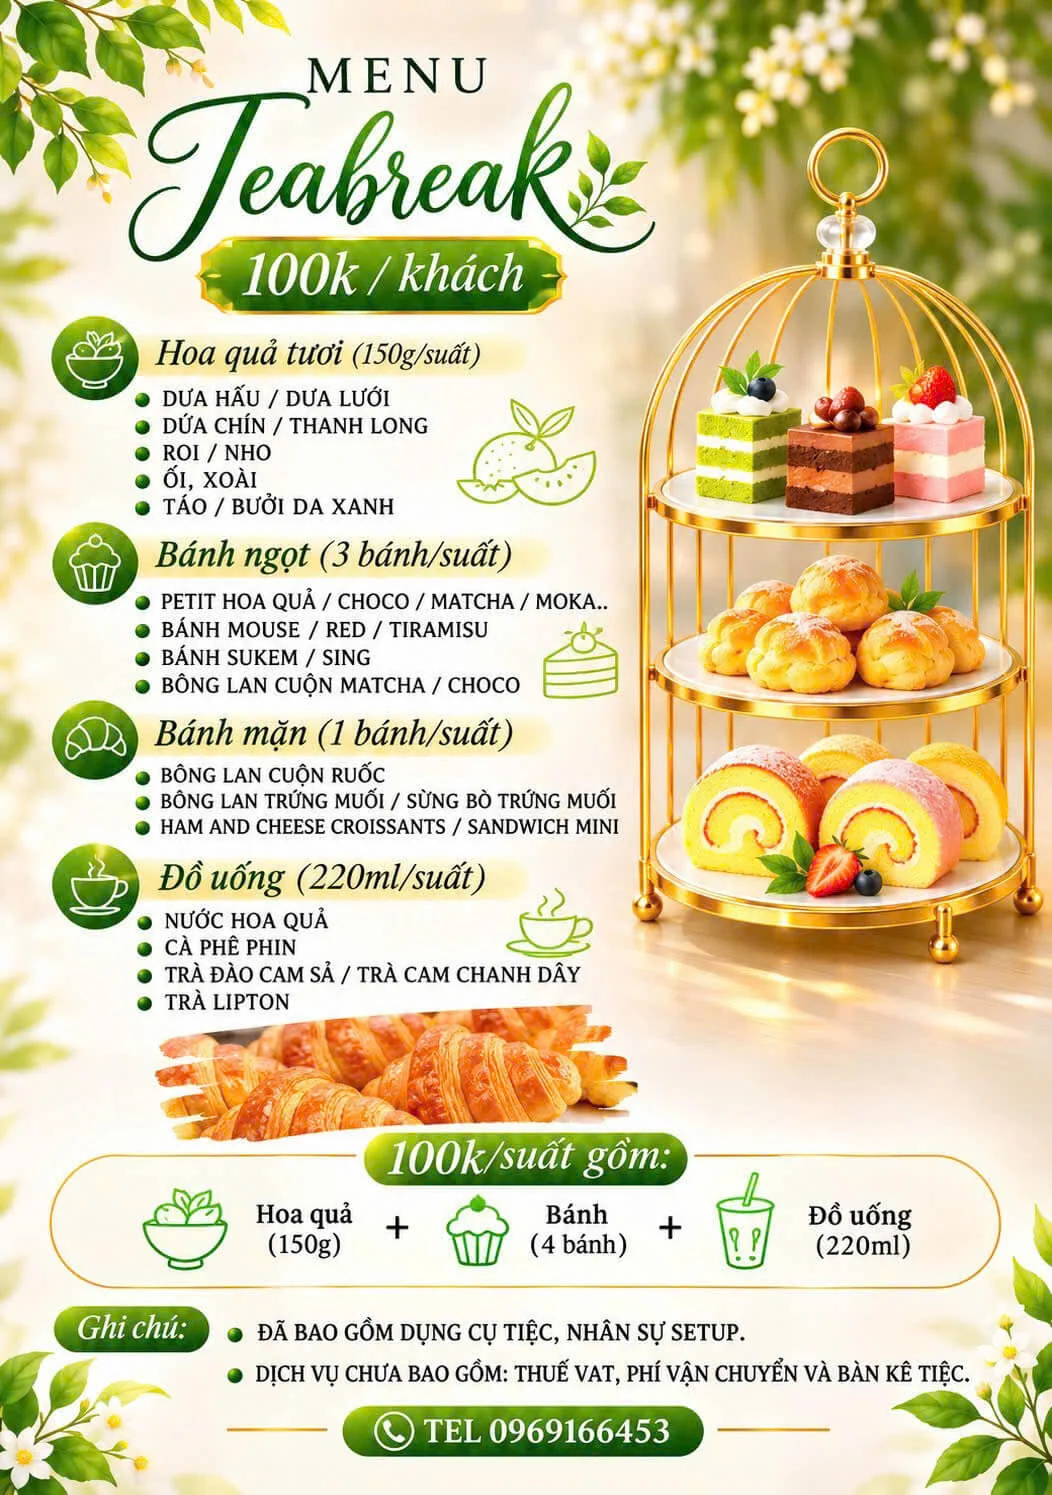 MENU
Teabreak
100k / khách
Hoa quả tươi (150g/suất)
DƯA HẤU / DƯA LƯỚI
DỨA CHÍN / THANH LONG
ROI / NHO
ỔI, XOÀI
TÁO / BƯỞI DA XANH
Bánh ngọt (3 bánh/suất)
PETIT HOA QUẢ / CHOCO / MATCHA / MOKA..
BÁNH MOUSE / RED / TIRAMISU
BÁNH SUKEM / SING
BÔNG LAN CUỘN MATCHA / CHOCO
Bánh mặn (1 bánh/suất)
BÔNG LAN CUỘN RUỐC
BÔNG LAN TRỨNG MUỐI / SỪNG BÒ TRỨNG MUỐI
HAM AND CHEESE CROISSANTS / SANDWICH MINI
Đồ uống (220ml/suất)
NƯỚC HOA QUẢ
CÀ PHÊ PHIN
TRÀ ĐÀO CAM SẢ / TRÀ CAM CHANH DÂY
TRÀ LIPTON
100k/suất gồm:
Hoa quả + Bánh + Đồ uống
(150g) (4 bánh) (220ml)
Ghi chú:
ĐÃ BAO GỒM DỤNG CỤ TIỆC, NHÂN SỰ SETUP.
DỊCH VỤ CHƯA BAO GỒM: THUẾ VAT, PHÍ VẬN CHUYỂN VÀ BÀN KÊ TIỆC.
TEL 0969166453